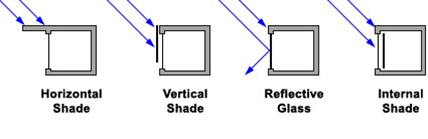 Horizontal
Shade
Vertical
Shade
Reflective
Glass
Internal
Shade